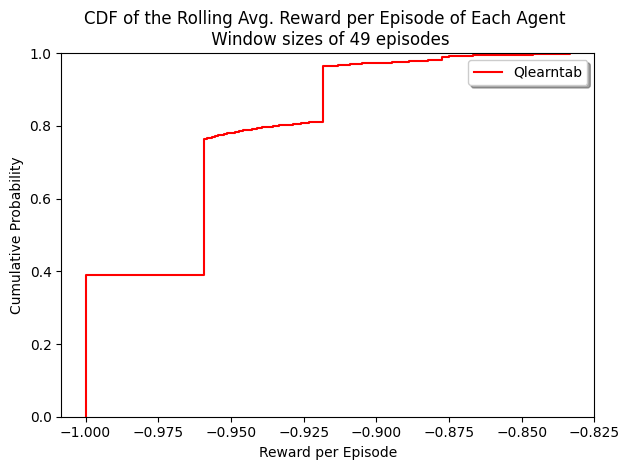 CDF of the Rolling Avg. Reward per Episode of Each Agent
Window sizes of 49 episodes
Qlearntab
Cumulative Probability
1.0
0.8
0.6
0.4
0.2
0.0
−1.000 −0.975 −0.950 −0.925 −0.900 −0.875 −0.850 −0.825
Reward per Episode